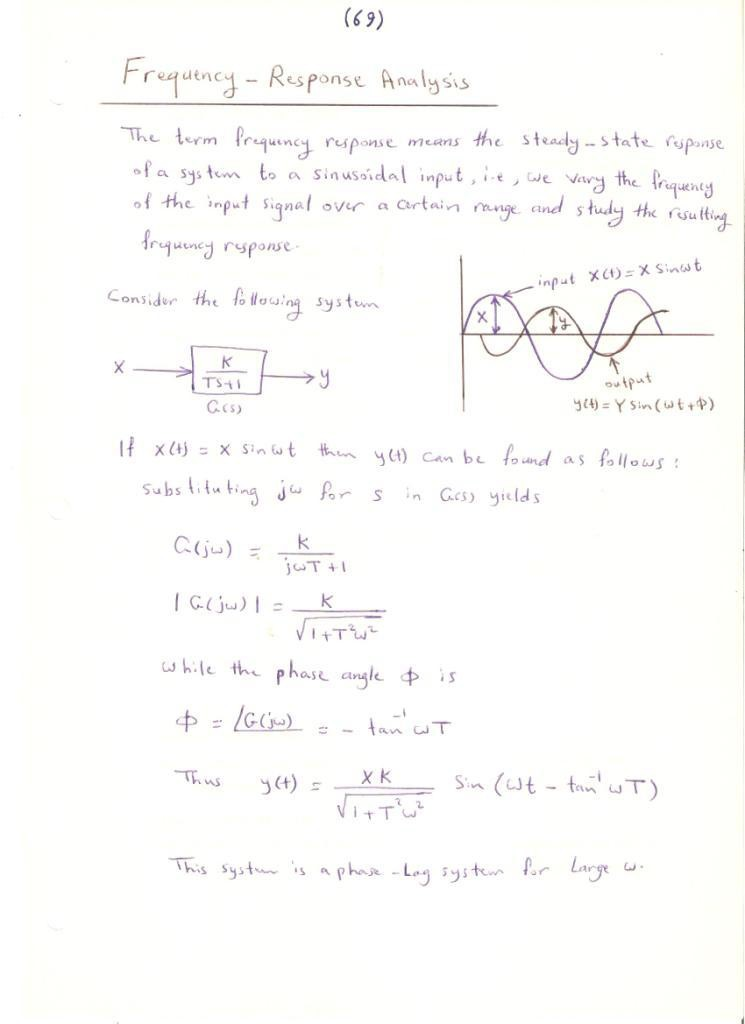 (69)
Frequency - Response Analysis
The term frequency response means the steady-state response
of a system to a sinusoidal input, i.e, we vary the frequency
of the input signal over a certain range and study the resulting
frequency response.
Consider the following system
input x(t) = X sinωt
X
y
output
y(t) = Y sin(ωt+Φ)
X
K
Ts+1
y
G(s)
If x(t) = X sinωt then y(t) can be found as follows:
substituting jω for s in G(s) yields
G(jω) = K / jωT+1
|G(jω)| = K / √1+T²ω²
while the phase angle Φ is
Φ = ∠G(jω) = - tan⁻¹ωT
Thus y(t) = XK / √1+T²ω² Sin (ωt - tan⁻¹ωT)
This system is a phase-Lag system for Large ω.